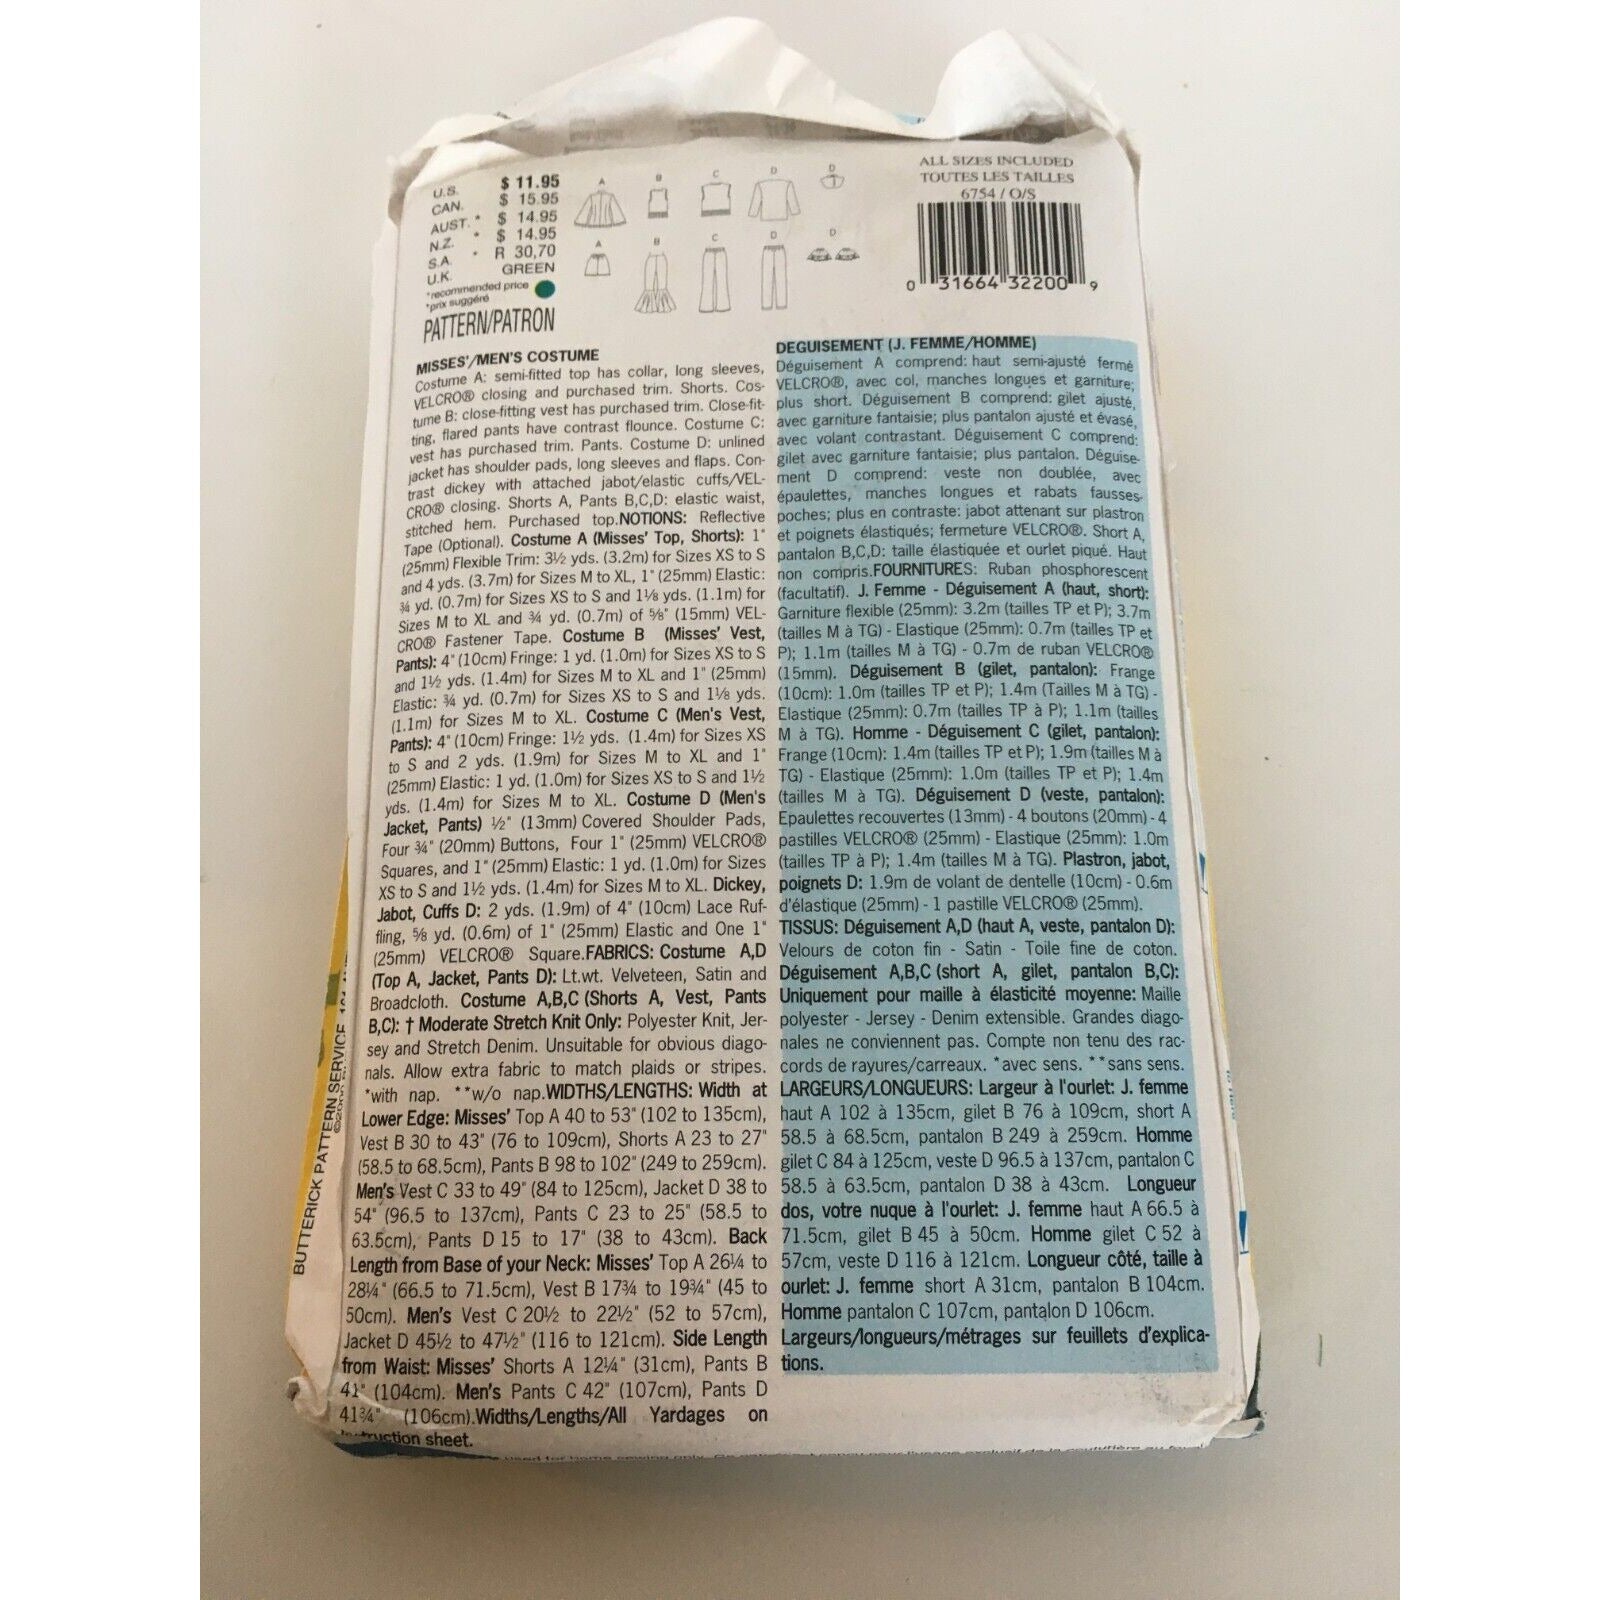 U.S. $ 11.95
CAN. $ 15.95
AUST. * $ 14.95
N.Z. * $ 14.95
S.A. * R 30,70
U.K. GREEN
*recommended price
*prix suggéré
PATTERN/PATRON
A B C D D
A B C D D
ALL SIZES INCLUDED
TOUTES LES TAILLES
6754 / O/S
0 31664 32200 9
MISSES'/MEN'S COSTUME
Costume A: semi-fitted top has collar, long sleeves,
VELCRO® closing and purchased trim. Shorts. Cos-
tume B: close-fitting vest has purchased trim. Close-fit-
ting, flared pants have contrast flounce. Costume C:
vest has purchased trim. Pants. Costume D: unlined
jacket has shoulder pads, long sleeves and flaps. Con-
trast dickey with attached jabot/elastic cuffs/VEL-
CRO® closing. Shorts A, Pants B,C,D: elastic waist,
stitched hem. Purchased top.NOTIONS: Reflective
Tape (Optional). Costume A (Misses' Top, Shorts): 1"
(25mm) Flexible Trim: 3½ yds. (3.2m) for Sizes XS to S
and 4 yds. (3.7m) for Sizes M to XL, 1" (25mm) Elastic:
¾ yd. (0.7m) for Sizes XS to S and 1⅛ yds. (1.1m) for
Sizes M to XL and ¾ yd. (0.7m) of ⅝" (15mm) VEL-
CRO® Fastener Tape. Costume B (Misses' Vest,
Pants): 4" (10cm) Fringe: 1 yd. (1.0m) for Sizes XS to S
and 1½ yds. (1.4m) for Sizes M to XL and 1" (25mm)
Elastic: ¾ yd. (0.7m) for Sizes XS to S and 1⅛ yds.
(1.1m) for Sizes M to XL. Costume C (Men's Vest,
Pants): 4" (10cm) Fringe: 1½ yds. (1.4m) for Sizes XS
to S and 2 yds. (1.9m) for Sizes M to XL and 1"
(25mm) Elastic: 1 yd. (1.0m) for Sizes XS to S and 1½
yds. (1.4m) for Sizes M to XL. Costume D (Men's
Jacket, Pants) ½" (13mm) Covered Shoulder Pads,
Four ¾" (20mm) Buttons, Four 1" (25mm) VELCRO®
Squares, and 1" (25mm) Elastic: 1 yd. (1.0m) for Sizes
XS to S and 1½ yds. (1.4m) for Sizes M to XL. Dickey,
Jabot, Cuffs D: 2 yds. (1.9m) of 4" (10cm) Lace Ruf-
fling, ⅝ yd. (0.6m) of 1" (25mm) Elastic and One 1"
(25mm) VELCRO® Square.FABRICS: Costume A,D
(Top A, Jacket, Pants D): Lt.wt. Velveteen, Satin and
Broadcloth. Costume A,B,C (Shorts A, Vest, Pants
B,C): † Moderate Stretch Knit Only: Polyester Knit, Jer-
sey and Stretch Denim. Unsuitable for obvious diago-
nals. Allow extra fabric to match plaids or stripes.
*with nap. **w/o nap.WIDTHS/LENGTHS: Width at
Lower Edge: Misses' Top A 40 to 53" (102 to 135cm),
Vest B 30 to 43" (76 to 109cm), Shorts A 23 to 27"
(58.5 to 68.5cm), Pants B 98 to 102" (249 to 259cm).
Men's Vest C 33 to 49" (84 to 125cm), Jacket D 38 to
54" (96.5 to 137cm), Pants C 23 to 25" (58.5 to
63.5cm), Pants D 15 to 17" (38 to 43cm). Back
Length from Base of your Neck: Misses' Top A 26¼ to
28¼" (66.5 to 71.5cm), Vest B 17¾ to 19¾" (45 to
50cm). Men's Vest C 20½ to 22½" (52 to 57cm),
Jacket D 45½ to 47½" (116 to 121cm). Side Length
from Waist: Misses' Shorts A 12¼" (31cm), Pants B
41" (104cm). Men's Pants C 42" (107cm), Pants D
41¾" (106cm).Widths/Lengths/All Yardages on
instruction sheet.
DEGUISEMENT (J. FEMME/HOMME)
Déguisement A comprend: haut semi-ajusté fermé
VELCRO®, avec col, manches longues et garniture;
plus short. Déguisement B comprend: gilet ajusté,
avec garniture fantaisie; plus pantalon ajusté et évasé,
avec volant contrastant. Déguisement C comprend:
gilet avec garniture fantaisie; plus pantalon. Déguise-
ment D comprend: veste non doublée, avec
épaulettes, manches longues et rabats fausses-
poches; plus en contraste: jabot attenant sur plastron
et poignets élastiqués; fermeture VELCRO®. Short A,
pantalon B,C,D: taille élastiquée et ourlet piqué. Haut
non compris.FOURNITURES: Ruban phosphorescent
(facultatif). J. Femme - Déguisement A (haut, short):
Garniture flexible (25mm): 3.2m (tailles TP et P); 3.7m
(tailles M à TG) - Elastique (25mm): 0.7m (tailles TP et
P); 1.1m (tailles M à TG) - 0.7m de ruban VELCRO®
(15mm). Déguisement B (gilet, pantalon): Frange
(10cm): 1.0m (tailles TP et P); 1.4m (Tailles M à TG) -
Elastique (25mm): 0.7m (tailles TP à P); 1.1m (tailles
M à TG). Homme - Déguisement C (gilet, pantalon):
Frange (10cm): 1.4m (tailles TP et P); 1.9m (tailles M à
TG) - Elastique (25mm): 1.0m (tailles TP et P); 1.4m
(tailles M à TG). Déguisement D (veste, pantalon):
Epaulettes recouvertes (13mm) - 4 boutons (20mm) - 4
pastilles VELCRO® (25mm) - Elastique (25mm): 1.0m
(tailles TP à P); 1.4m (tailles M à TG). Plastron, jabot,
poignets D: 1.9m de volant de dentelle (10cm) - 0.6m
d'élastique (25mm) - 1 pastille VELCRO® (25mm).
TISSUS: Déguisement A,D (haut A, veste, pantalon D):
Velours de coton fin - Satin - Toile fine de coton.
Déguisement A,B,C (short A, gilet, pantalon B,C):
Uniquement pour maille à élasticité moyenne: Maille
polyester - Jersey - Denim extensible. Grandes diago-
nales ne conviennent pas. Compte non tenu des rac-
cords de rayures/carreaux. *avec sens. **sans sens.
LARGEURS/LONGUEURS: Largeur à l'ourlet: J. femme
haut A 102 à 135cm, gilet B 76 à 109cm, short A
58.5 à 68.5cm, pantalon B 249 à 259cm. Homme
gilet C 84 à 125cm, veste D 96.5 à 137cm, pantalon C
58.5 à 63.5cm, pantalon D 38 à 43cm. Longueur
dos, votre nuque à l'ourlet: J. femme haut A 66.5 à
71.5cm, gilet B 45 à 50cm. Homme gilet C 52 à
57cm, veste D 116 à 121cm. Longueur côté, taille à
ourlet: J. femme short A 31cm, pantalon B 104cm.
Homme pantalon C 107cm, pantalon D 106cm.
Largeurs/longueurs/métrages sur feuillets d'explica-
tions.
BUTTERICK PATTERN SERVICE
used for home sewing only.